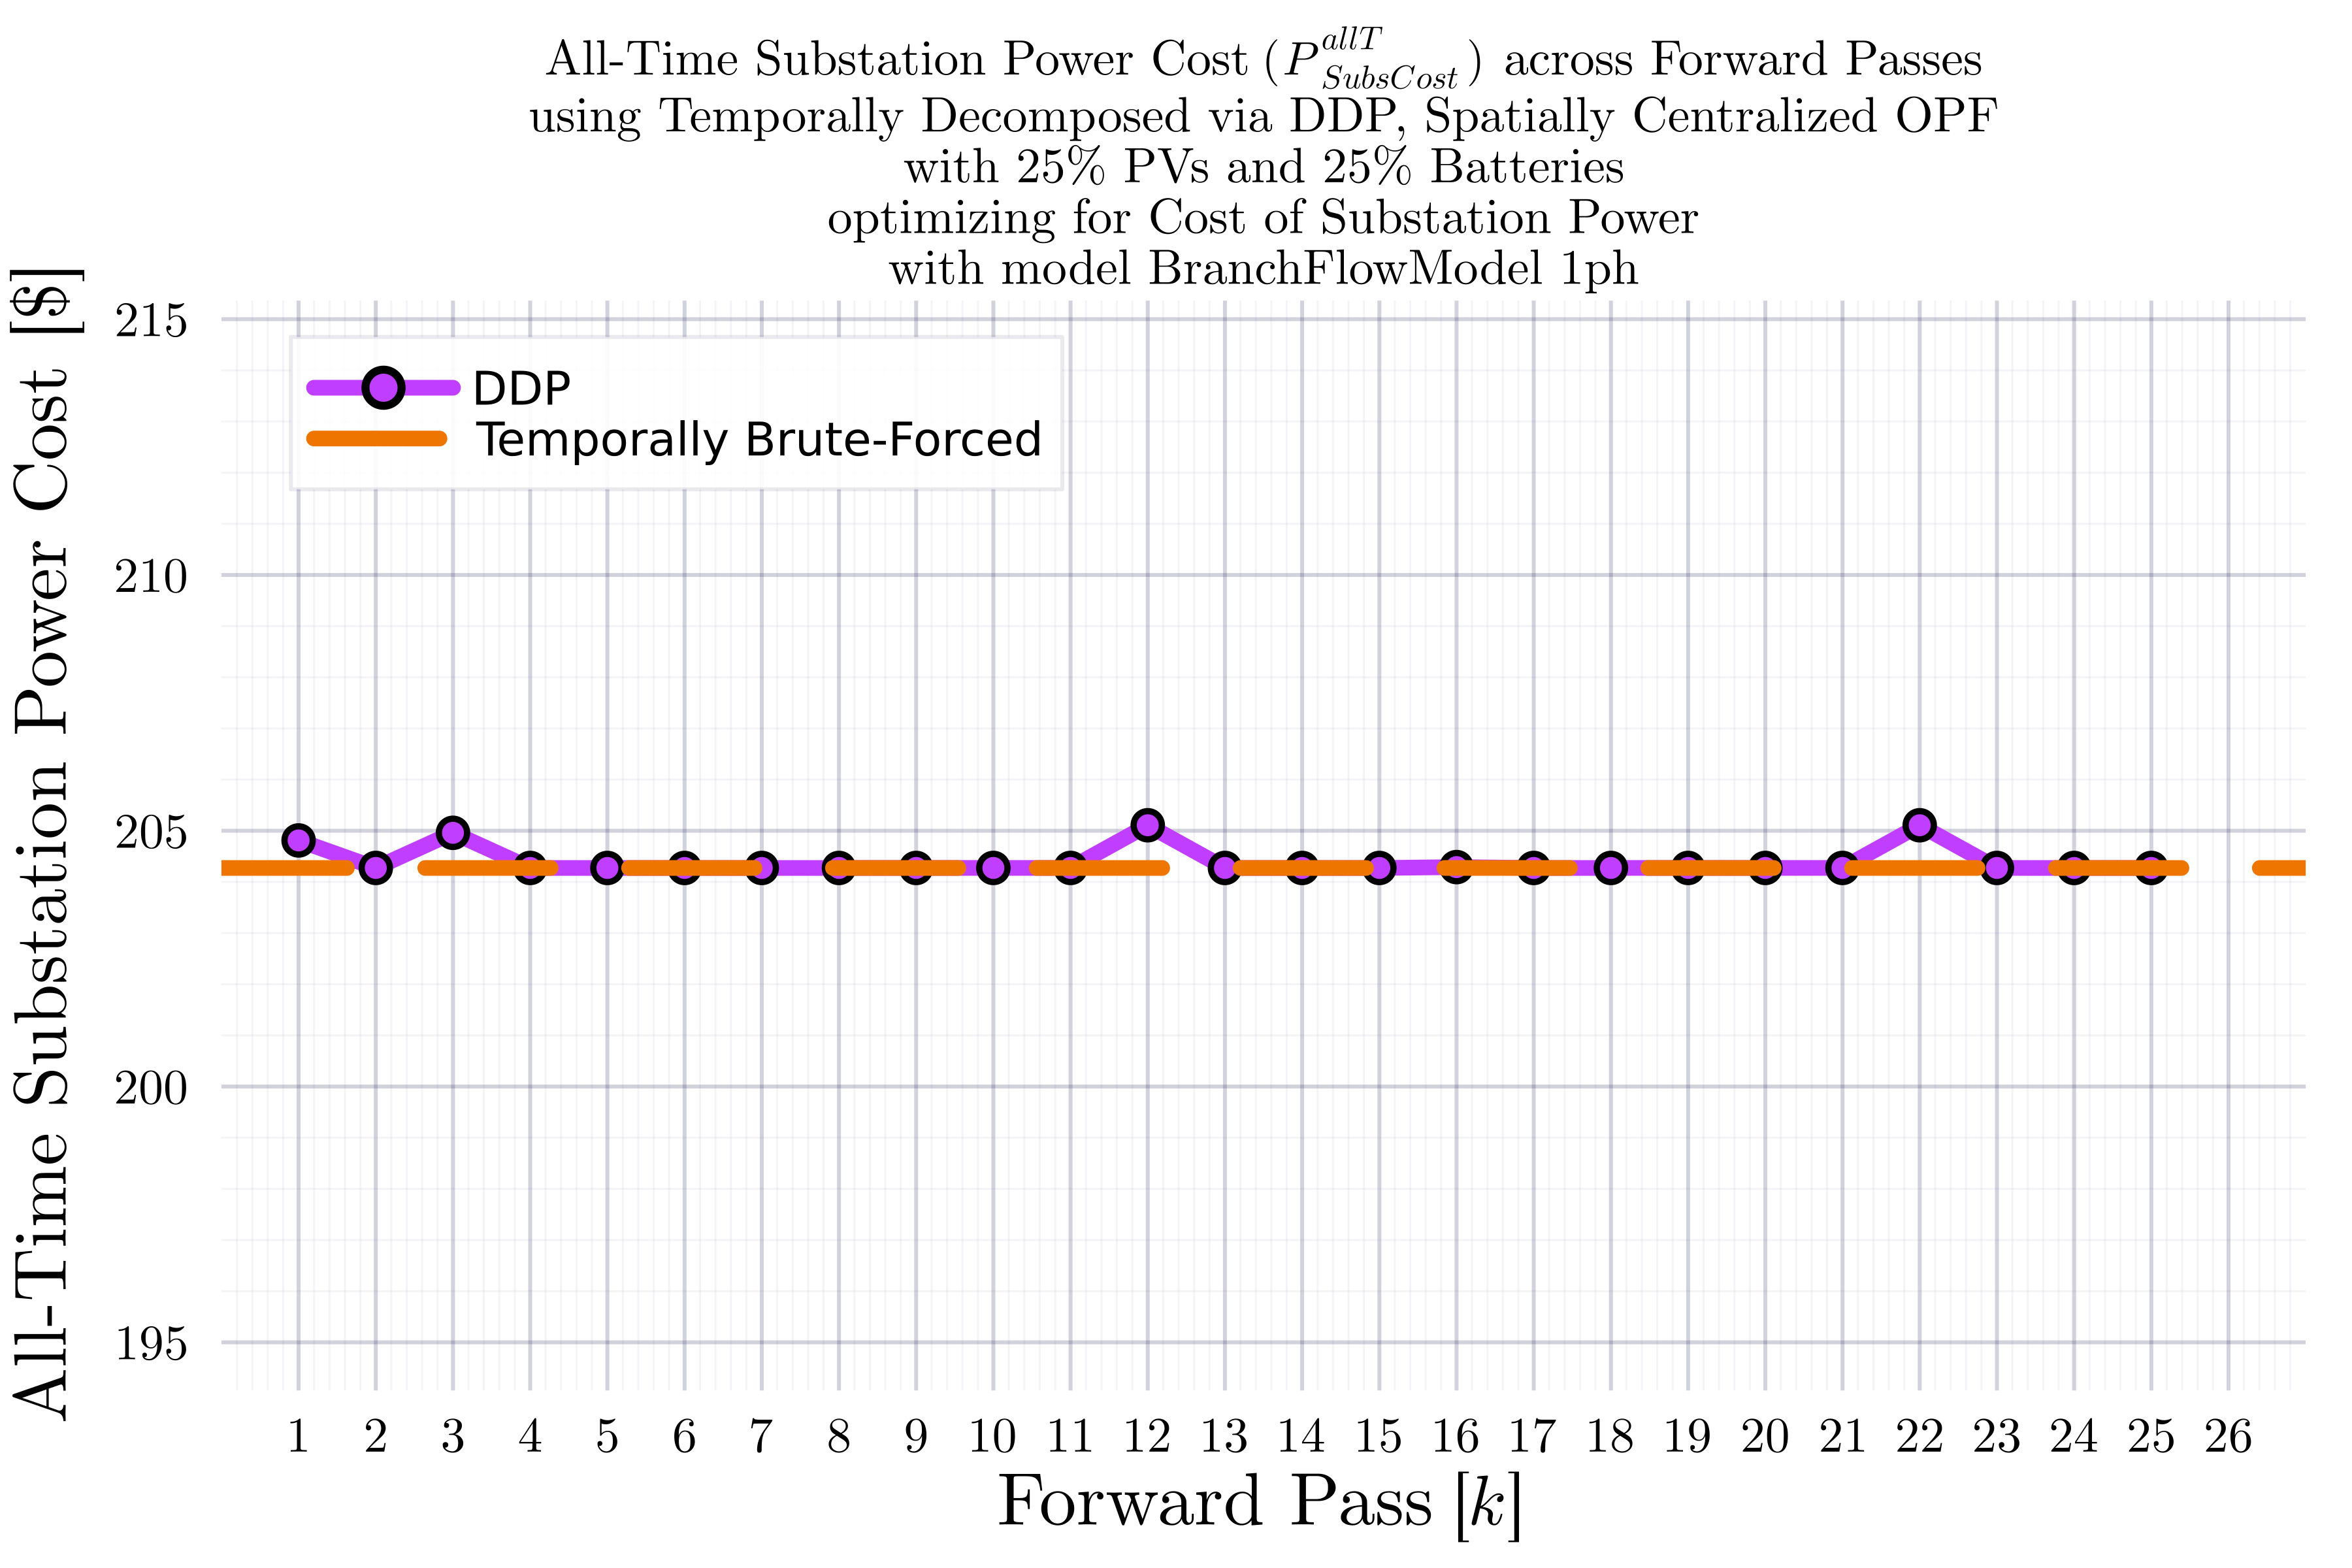 All-Time Substation Power Cost (P^{allT}_{SubsCost}) across Forward Passes
using Temporally Decomposed via DDP, Spatially Centralized OPF
with 25% PVs and 25% Batteries
optimizing for Cost of Substation Power
with model BranchFlowModel 1ph
All-Time Substation Power Cost [$]
215
210
205
200
195
DDP
Temporally Brute-Forced
1 2 3 4 5 6 7 8 9 10 11 12 13 14 15 16 17 18 19 20 21 22 23 24 25 26
Forward Pass [k]